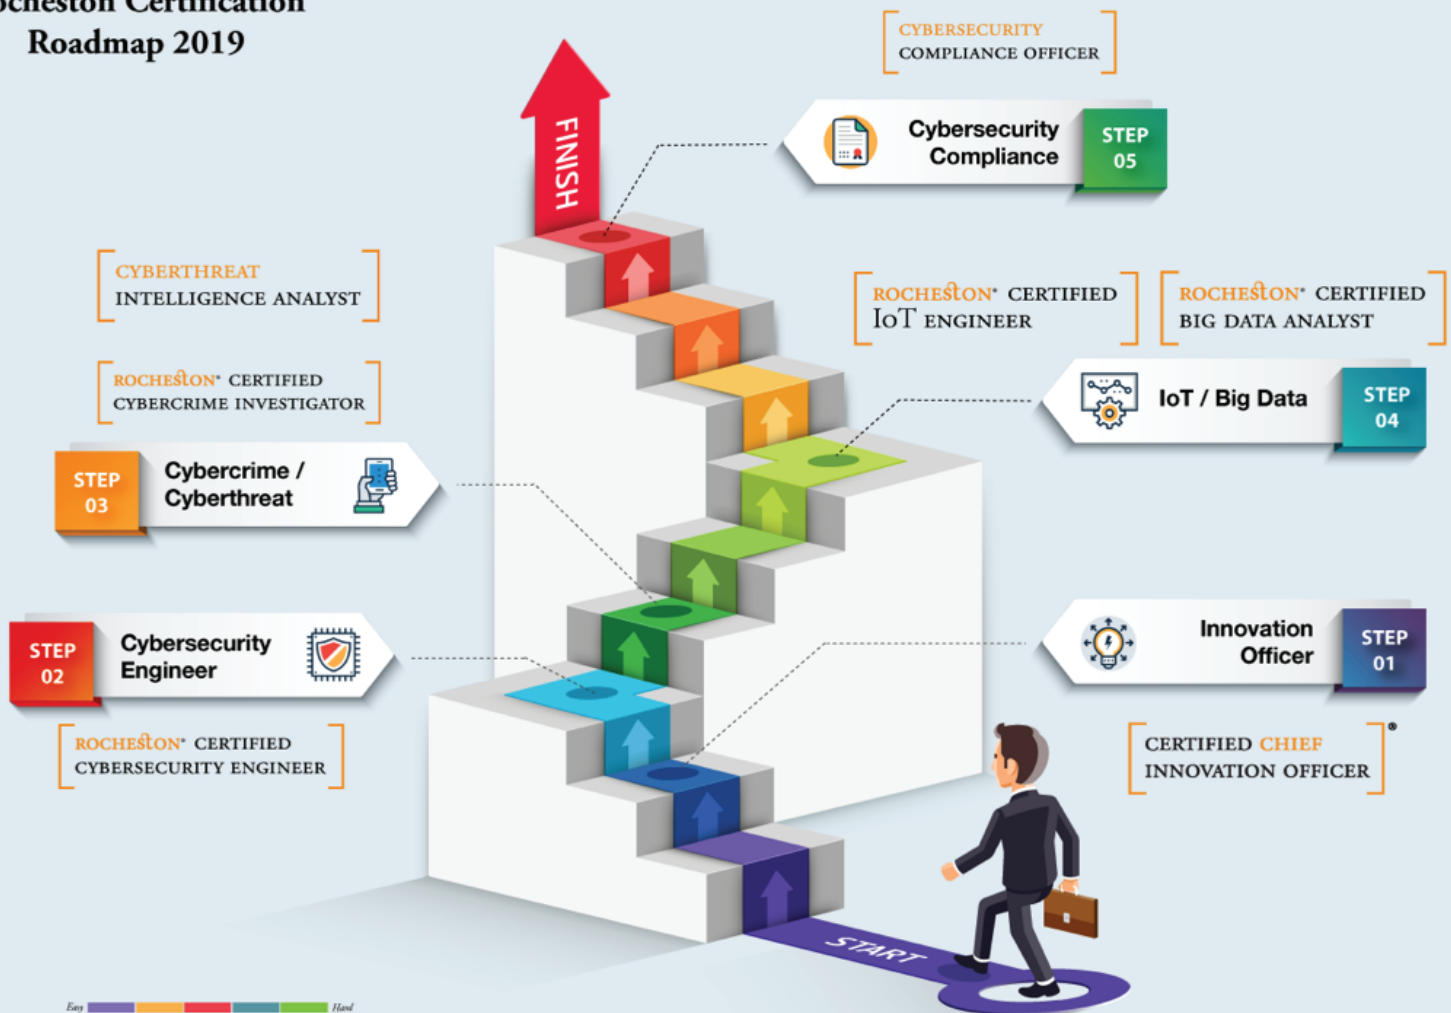 Rocheston Certification
Roadmap 2019
CYBERSECURITY
COMPLIANCE OFFICER
Cybersecurity
Compliance
STEP
05
FINISH
CYBERTHREAT
INTELLIGENCE ANALYST
ROCHESTON® CERTIFIED
IoT ENGINEER
ROCHESTON® CERTIFIED
BIG DATA ANALYST
ROCHESTON® CERTIFIED
CYBERCRIME INVESTIGATOR
IoT / Big Data
STEP
04
STEP
03
Cybercrime /
Cyberthreat
STEP
02
Cybersecurity
Engineer
Innovation
Officer
STEP
01
ROCHESTON® CERTIFIED
CYBERSECURITY ENGINEER
CERTIFIED CHIEF
INNOVATION OFFICER
®
START
Easy
Hard